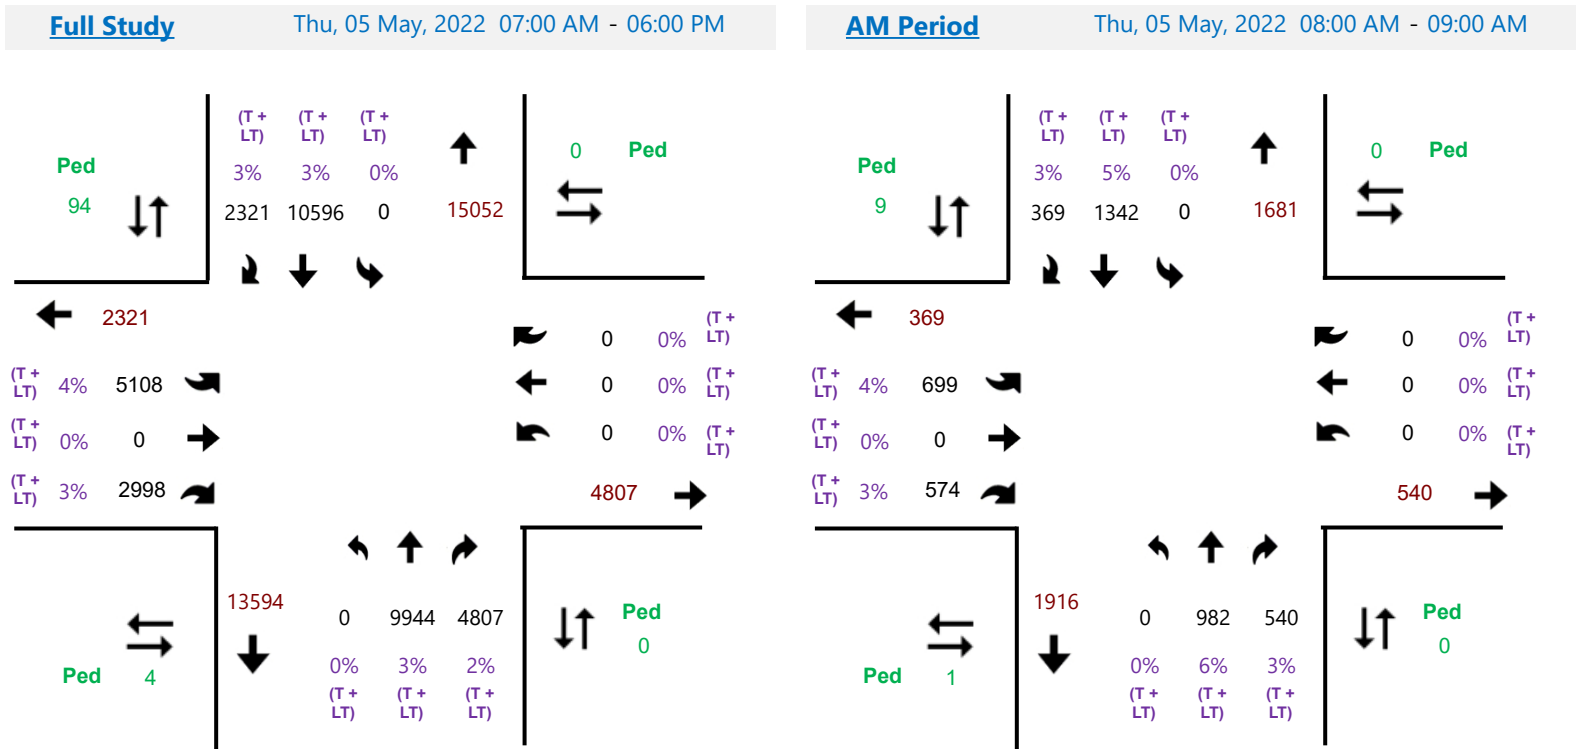 Full Study Thu, 05 May, 2022 07:00 AM - 06:00 PM
(T + LT) (T + LT) (T + LT)
Ped
3% 3% 0%
94
2321 10596 0 15052
0 Ped
2321
0 0% (T + LT)
(T + LT) 4% 5108
0 0% (T + LT)
(T + LT) 0% 0
0 0% (T + LT)
(T + LT) 3% 2998
4807
13594
0 9944 4807
Ped
0
0% 3% 2%
(T + LT) (T + LT) (T + LT)
Ped 4
AM Period Thu, 05 May, 2022 08:00 AM - 09:00 AM
(T + LT) (T + LT) (T + LT)
Ped
3% 5% 0%
9
369 1342 0 1681
0 Ped
369
0 0% (T + LT)
(T + LT) 4% 699
0 0% (T + LT)
(T + LT) 0% 0
0 0% (T + LT)
(T + LT) 3% 574
540
1916
0 982 540
Ped
0
0% 6% 3%
(T + LT) (T + LT) (T + LT)
Ped 1